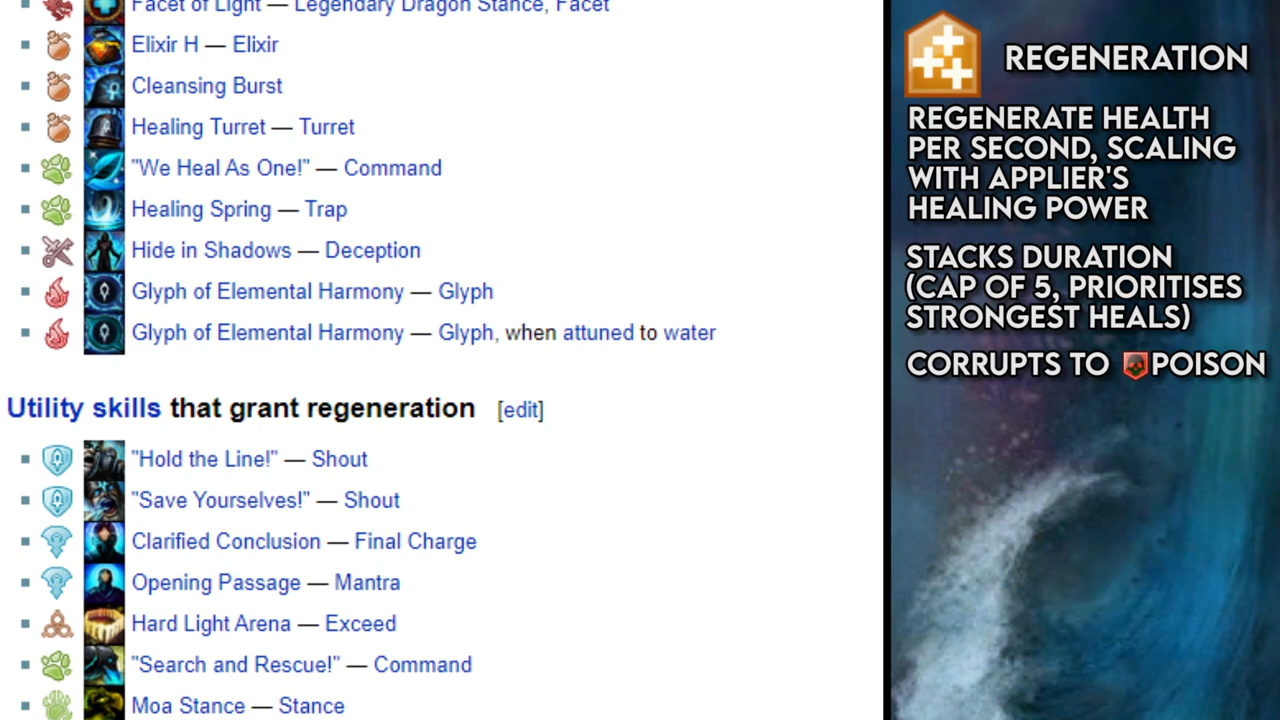 Facet of Light — Legendary Dragon Stance, Facet
Elixir H — Elixir
Cleansing Burst
Healing Turret — Turret
"We Heal As One!" — Command
Healing Spring — Trap
Hide in Shadows — Deception
Glyph of Elemental Harmony — Glyph
Glyph of Elemental Harmony — Glyph, when attuned to water
Utility skills that grant regeneration [edit]
"Hold the Line!" — Shout
"Save Yourselves!" — Shout
Clarified Conclusion — Final Charge
Opening Passage — Mantra
Hard Light Arena — Exceed
"Search and Rescue!" — Command
Moa Stance — Stance
REGENERATION
REGENERATE HEALTH
PER SECOND, SCALING
WITH APPLIER'S
HEALING POWER
STACKS DURATION
(CAP OF 5, PRIORITISES
STRONGEST HEALS)
CORRUPTS TO POISON